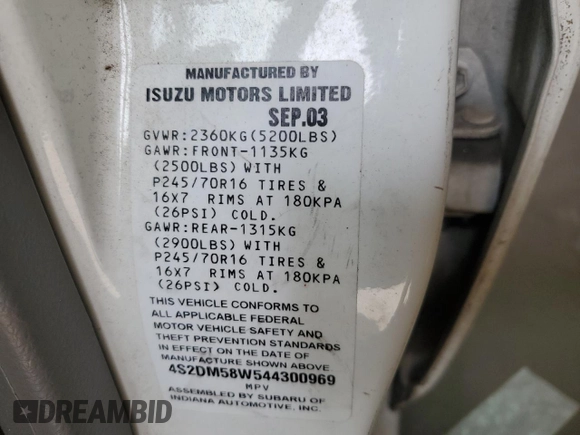 MANUFACTURED BY
ISUZU MOTORS LIMITED
SEP.03
GVWR:2360KG(5200LBS)
GAWR:FRONT-1135KG
(2500LBS) WITH
P245/70R16 TIRES &
16X7 RIMS AT 180KPA
(26PSI) COLD.
GAWR:REAR-1315KG
(2900LBS) WITH
P245/70R16 TIRES &
16X7 RIMS AT 180KPA
(26PSI) COLD.
THIS VEHICLE CONFORMS TO
ALL APPLICABLE FEDERAL
MOTOR VEHICLE SAFETY AND
THEFT PREVENTION STANDARDS
IN EFFECT ON THE DATE OF
MANUFACTURE SHOWN ABOVE
4S2DM58W544300969
MPV
ASSEMBLED BY SUBARU OF
INDIANA AUTOMOTIVE, INC.
DREAMBID